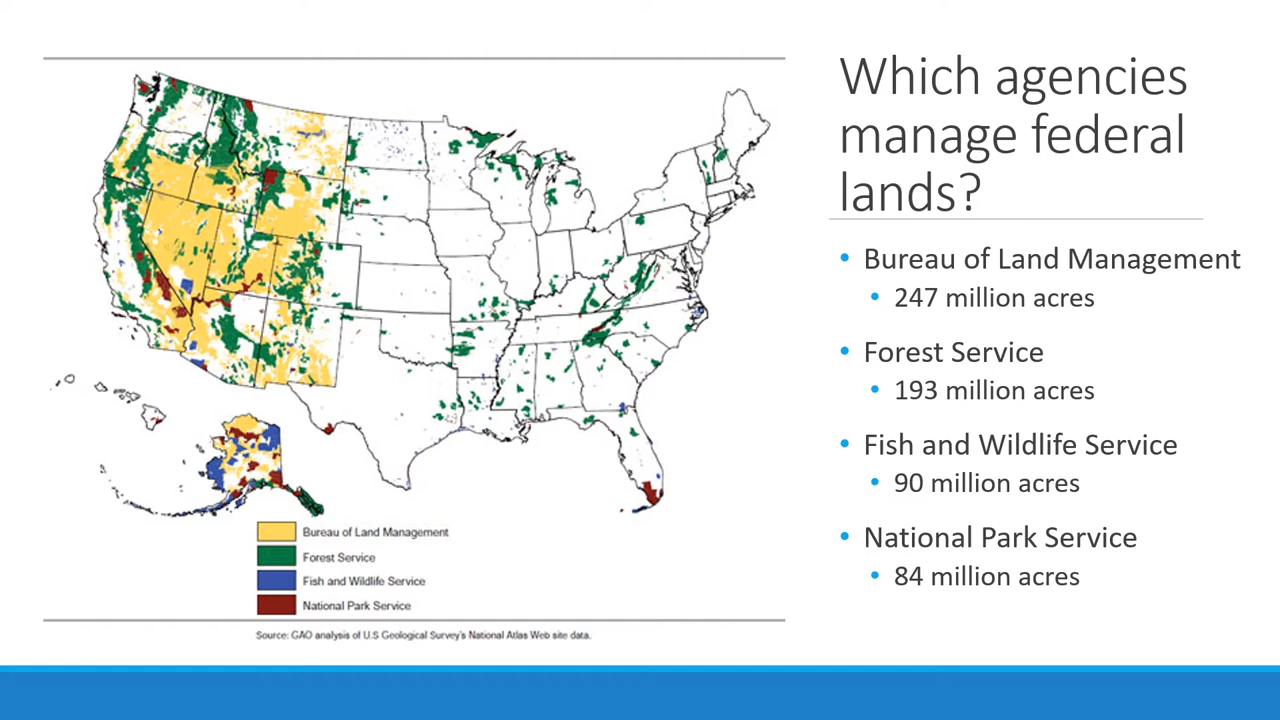 Which agencies
manage federal
lands?
• Bureau of Land Management
• 247 million acres
• Forest Service
• 193 million acres
• Fish and Wildlife Service
• 90 million acres
• National Park Service
• 84 million acres
Bureau of Land Management
Forest Service
Fish and Wildlife Service
National Park Service
Source: GAO analysis of U.S Geological Survey's National Atlas Web site data.